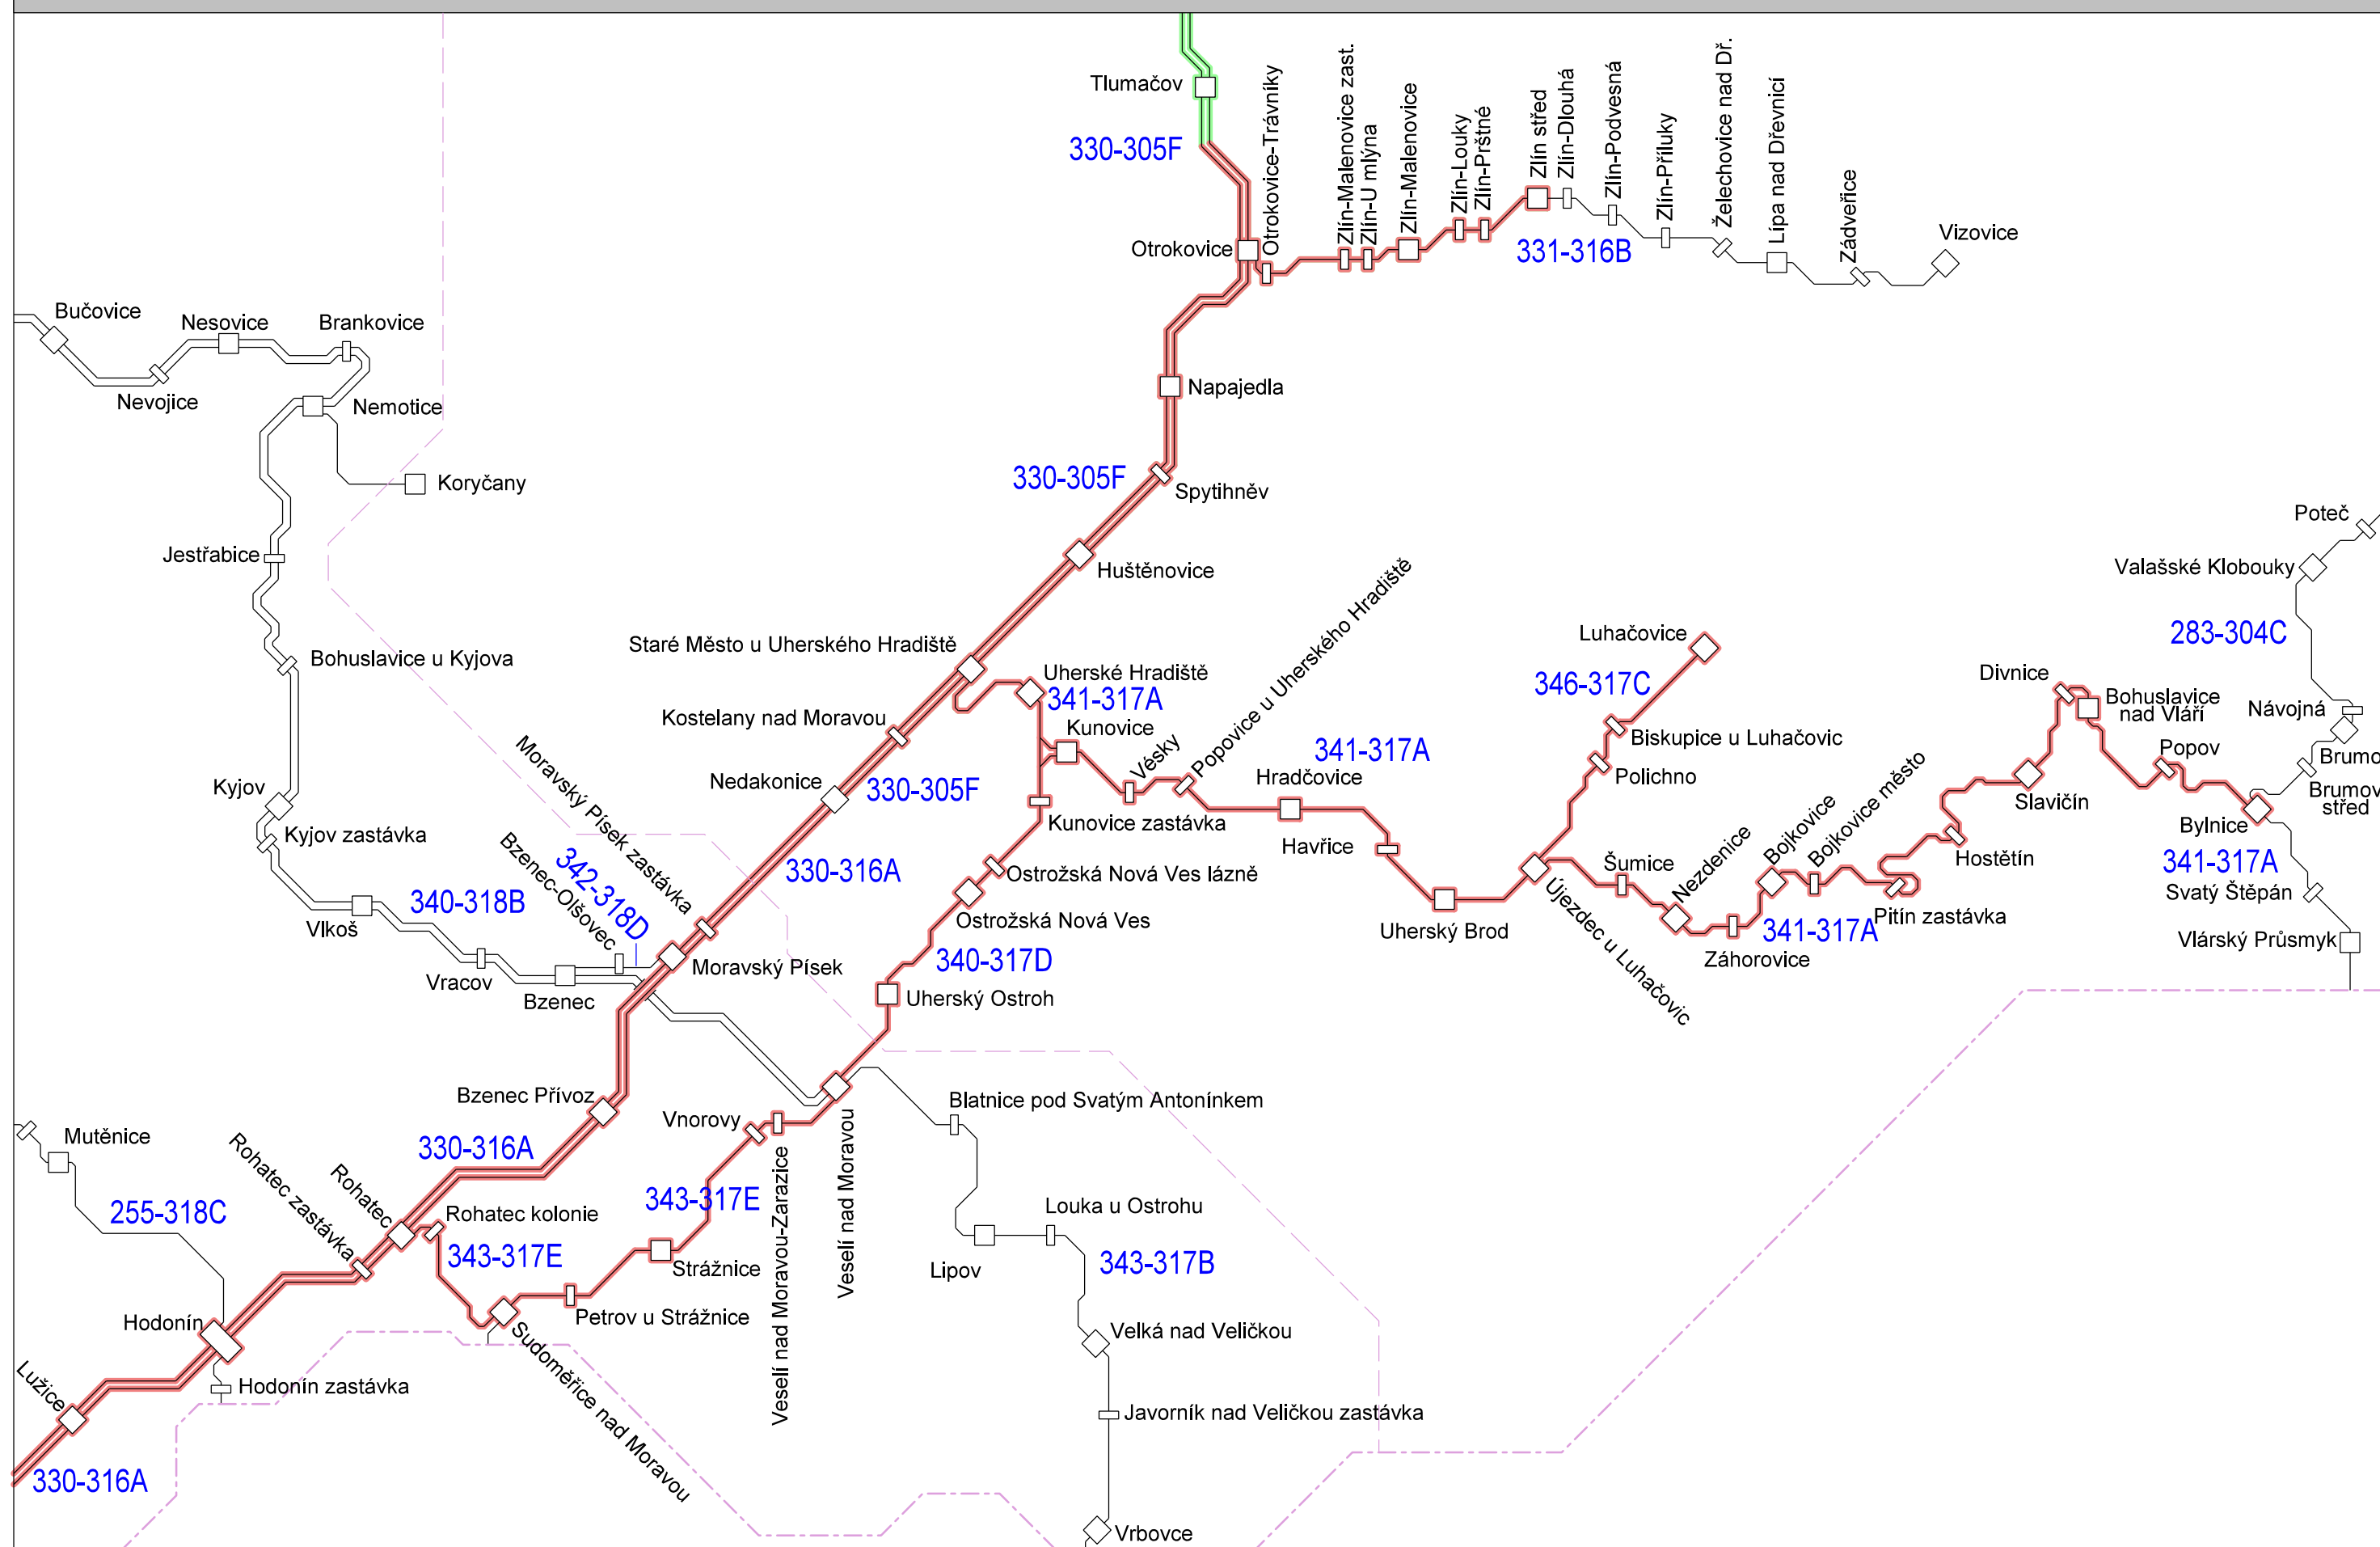 Tlumačov
330-305F
Otrokovice-Trávníky
Zlín-Malenovice zast.
Zlín-U mlýna
Zlín-Malenovice
Zlín-Louky
Zlín-Prštné
Zlín střed
Zlín-Dlouhá
Zlín-Podvesná
Zlín-Příluky
Želechovice nad Dř.
Lípa nad Dřevnicí
Zádveřice
Vizovice
Otrokovice
331-316B
Bučovice
Nesovice
Brankovice
Nevojice
Nemotice
Napajedla
Koryčany
330-305F
Spytihněv
Poteč
Jestřabice
Huštěnovice
Valašské Klobouky
Bohuslavice u Kyjova
Staré Město u Uherského Hradiště
Uherské Hradiště
341-317A
Popovice u Uherského Hradiště
Luhačovice
346-317C
283-304C
Divnice
Bohuslavice
nad Vláří
Návojná
Kostelany nad Moravou
Kunovice
Vésky
341-317A
Biskupice u Luhačovic
Popov
Brumo
Moravský Písek zastávka
Nedakonice
330-305F
Hradčovice
Polichno
Bojkovice město
Slavičín
Brumov
střed
Kyjov
Kyjov zastávka
Kunovice zastávka
Havřice
Šumice
Nezdenice
Bojkovice
Hostětín
Bylnice
341-317A
Bzenec-Olšovec
342-318D
330-316A
Ostrožská Nová Ves lázně
Svatý Štěpán
340-318B
Vlkoš
Ostrožská Nová Ves
Uherský Brod
Újezdec u Luhačovic
Pitín zastávka
341-317A
Záhorovice
Vlárský Průsmyk
Vracov
Bzenec
Moravský Písek
340-317D
Uherský Ostroh
Bzenec Přívoz
Vnorovy
Blatnice pod Svatým Antonínkem
Mutěnice
330-316A
Rohatec zastávka
Rohatec
255-318C
Rohatec kolonie
343-317E
343-317E
Veselí nad Moravou-Zarazice
Veselí nad Moravou
Louka u Ostrohu
Strážnice
Lipov
343-317B
Hodonín
Petrov u Strážnice
Velká nad Veličkou
Lužice
Hodonín zastávka
Sudoměřice nad Moravou
Javorník nad Veličkou zastávka
330-316A
Vrbovce